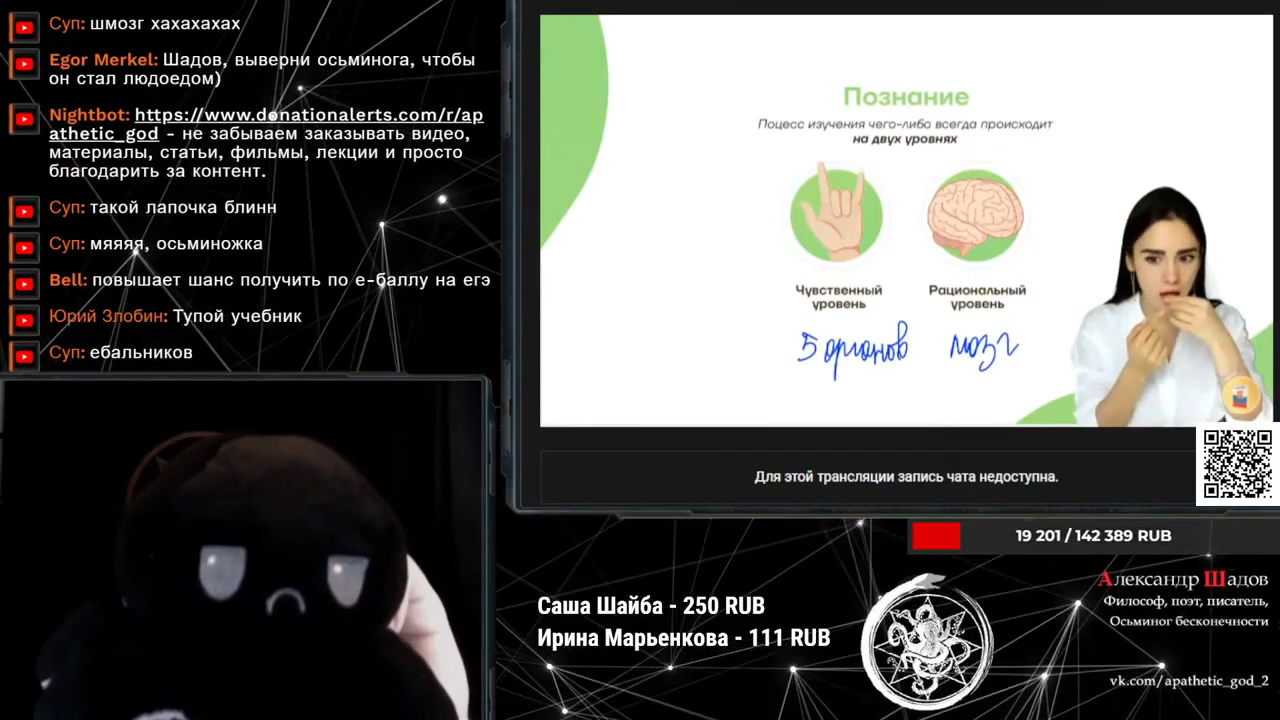 Суп: шмозг хахахахах
Egor Merkel: Шадов, выверни осьминога, чтобы
он стал людоедом)
Nightbot: https://www.donationalerts.com/r/ap
athetic_god - не забываем заказывать видео,
материалы, статьи, фильмы, лекции и просто
благодарить за контент.
Суп: такой лапочка блинн
Суп: мяяяя, осьминожка
Bell: повышает шанс получить по е-баллу на егэ
Юрий Злобин: Тупой учебник
Суп: ебальников
Познание
Поцесс изучения чего-либо всегда происходит
на двух уровнях
Чувственный
уровень
Рациональный
уровень
5 органов
мозг
Для этой трансляции запись чата недоступна.
19 201 / 142 389 RUB
Саша Шайба - 250 RUB
Ирина Марьенкова - 111 RUB
Александр Шадов
Философ, поэт, писатель,
Осьминог бесконечности
vk.com/apathetic_god_2